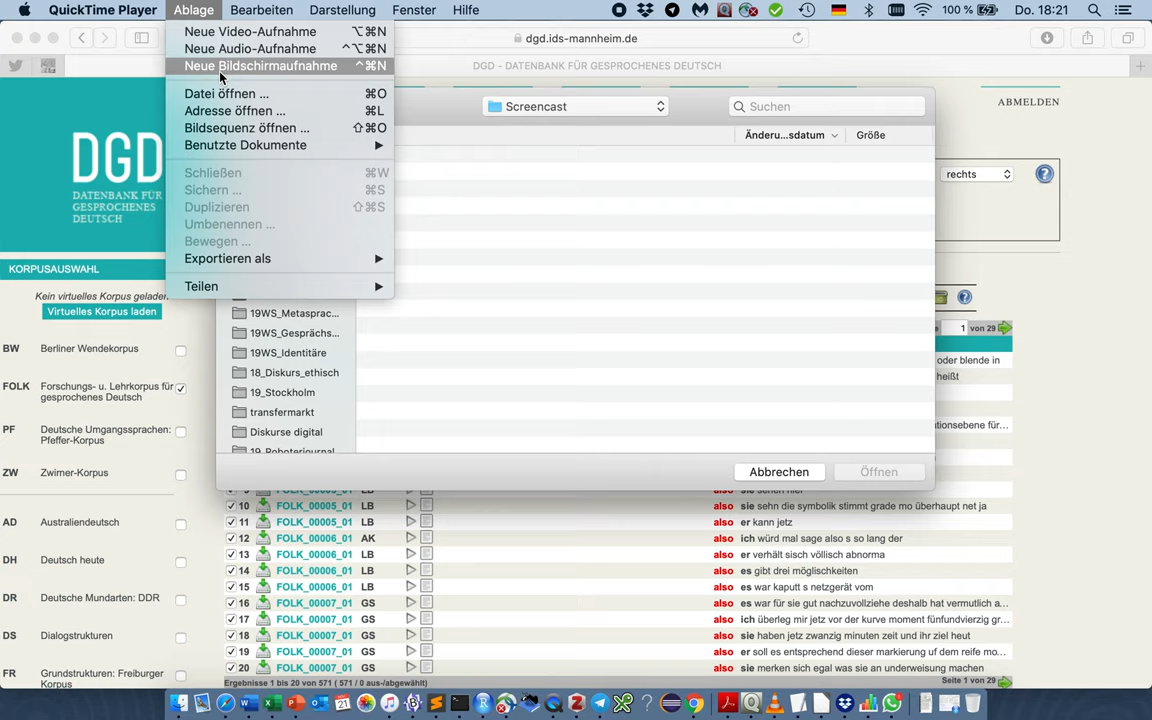 QuickTime Player Ablage Bearbeiten Darstellung Fenster Hilfe 100 % Do. 18:21
Neue Video-Aufnahme ⌥⌘N
Neue Audio-Aufnahme ^⌥⌘N
Neue Bildschirmaufnahme ^⌘N
Datei öffnen ... ⌘O
Adresse öffnen ... ⌘L
Bildsequenz öffnen ... ⇧⌘O
Benutzte Dokumente
Schließen ⌘W
Sichern ... ⌘S
Duplizieren ⇧⌘S
Umbenennen ...
Bewegen ...
Exportieren als
Teilen
dgd.ids-mannheim.de
DGD - DATENBANK FÜR GESPROCHENES DEUTSCH
ABMELDEN
DGD
DATENBANK FÜR
GESPROCHENES
DEUTSCH
Screencast
Suchen
Änderu...sdatum Größe
rechts
19WS_Metasprac...
19WS_Gesprächs...
19WS_Identitäre
18_Diskurs_ethisch
19_Stockholm
transfermarkt
Diskurse digital
19_Roboterjournal
Abbrechen Öffnen
KORPUSAUSWAHL
Kein virtuelles Korpus geladen
Virtuelles Korpus laden
BW Berliner Wendekorpus
FOLK Forschungs- u. Lehrkorpus für
gesprochenes Deutsch
PF Deutsche Umgangssprachen:
Pfeffer-Korpus
ZW Zwirner-Korpus
AD Australiendeutsch
DH Deutsch heute
DR Deutsche Mundarten: DDR
DS Dialogstrukturen
FR Grundstrukturen: Freiburger
Korpus
1 von 29
oder blende in
heißt
ationsebene für...
9 FOLK_00005_01 LB also sie sehen hier
10 FOLK_00005_01 LB also sie sehn die symbolik stimmt grade mo überhaupt net ja
11 FOLK_00005_01 LB also er kann jetz
12 FOLK_00006_01 AK also ich würd mal sage also s so lang der
13 FOLK_00006_01 LB also er verhält sisch völlisch abnorma
14 FOLK_00006_01 LB also es gibt drei möglischkeiten
15 FOLK_00006_01 LB also es war kaputt s netzgerät vom
16 FOLK_00007_01 GS also es war für sie gut nachzuvollziehe deshalb hat vermutlich a...
17 FOLK_00007_01 GS also ich überleg mir jetz vor der kurve moment fünfundvierzig gr...
18 FOLK_00007_01 GS also sie haben jetz zwanzig minuten zeit und ihr ziel heut
19 FOLK_00007_01 GS also er soll es entsprechend dieser markierung uf dem reife mo...
20 FOLK_00007_01 GS also sie merken sich egal was sie an underweisung machen
Ergebnisse 1 bis 20 von 571 ( 571 / 0 aus-/abgewählt) Seite 1 von 29